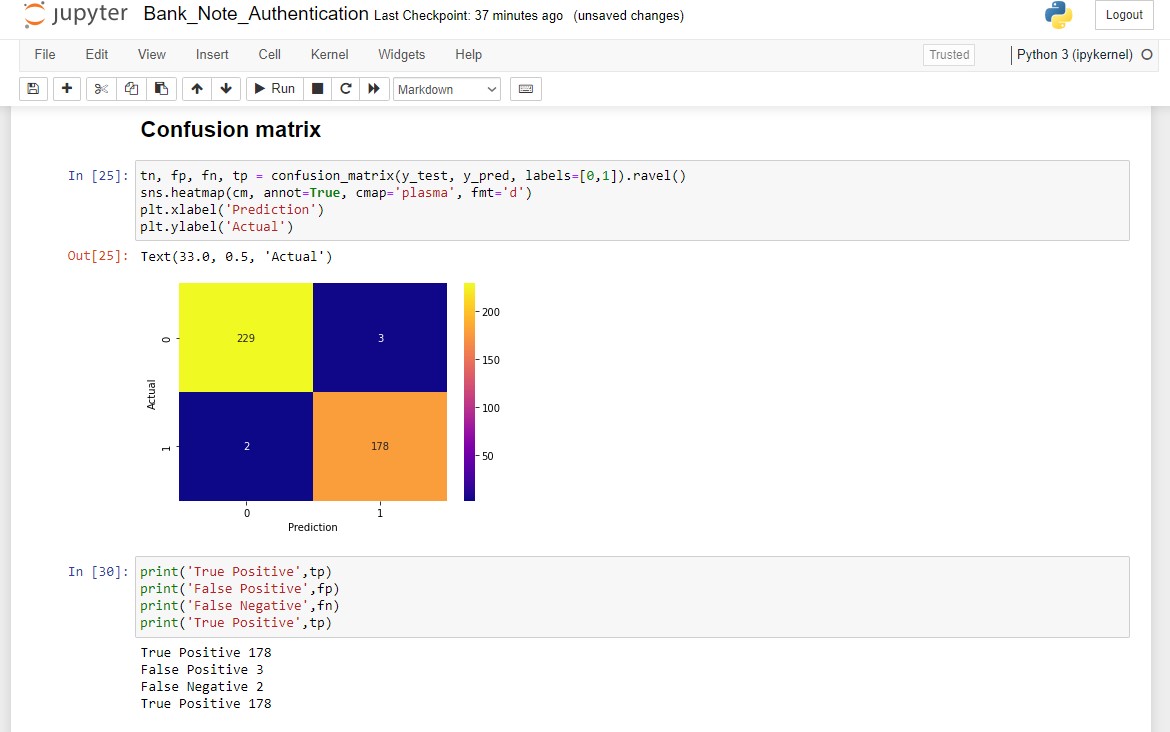 jupyter Bank_Note_Authentication Last Checkpoint: 37 minutes ago (unsaved changes)
Logout
File Edit View Insert Cell Kernel Widgets Help
Trusted
Python 3 (ipykernel)
Run
Markdown
Confusion matrix
In [25]:
tn, fp, fn, tp = confusion_matrix(y_test, y_pred, labels=[0,1]).ravel()
sns.heatmap(cm, annot=True, cmap='plasma', fmt='d')
plt.xlabel('Prediction')
plt.ylabel('Actual')
Out[25]: Text(33.0, 0.5, 'Actual')
229 3
2 178
0
1
Actual
0 1
Prediction
200
150
100
50
In [30]:
print('True Positive',tp)
print('False Positive',fp)
print('False Negative',fn)
print('True Positive',tp)
True Positive 178
False Positive 3
False Negative 2
True Positive 178